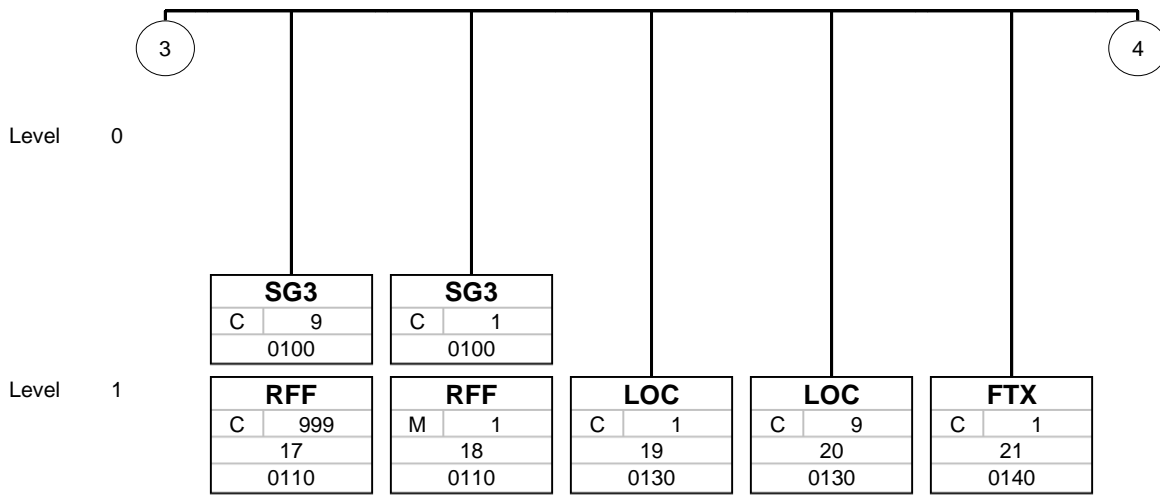 3 4
Level 0
SG3 SG3
C 9 C 1
0100 0100
Level 1
RFF RFF LOC LOC FTX
C 999 M 1 C 1 C 9 C 1
17 18 19 20 21
0110 0110 0130 0130 0140